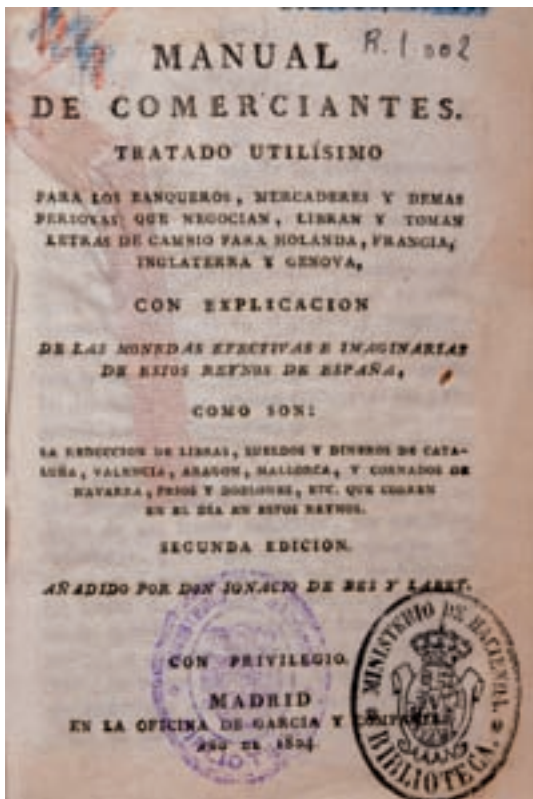 R.1002
MANUAL
DE COMERCIANTES.
TRATADO UTILÍSIMO
PARA LOS BANQUEROS, MERCADERES Y DEMAS
PERSONAS QUE NEGOCIAN, LIBRAN Y TOMAN
LETRAS DE CAMBIO PARA HOLANDA, FRANCIA,
INGLATERRA Y GENOVA,
CON EXPLICACION
DE LAS MONEDAS EFECTIVAS E IMAGINARIAS
DE ESTOS REYNOS DE ESPAÑA,
COMO SON:
LA REDUCCION DE LIBRAS, SUELDOS Y DINEROS DE CATA-
LUÑA, VALENCIA, ARAGON, MALLORCA, Y CORNADOS DE
NAVARRA, PESOS Y DOBLONES, ETC. QUE CORREN
EN EL DIA EN ESTOS REYNOS.
SEGUNDA EDICION.
AÑADIDO POR DON IGNACIO DE Y
CON PRIVILEGIO.
MADRID
EN LA OFICINA DE GARCIA Y COMPAÑIA
AÑO DE 1804.
MINISTERIO DE HACIENDA
BIBLIOTECA.